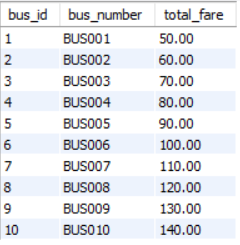 bus_id bus_number total_fare
1 BUS001 50.00
2 BUS002 60.00
3 BUS003 70.00
4 BUS004 80.00
5 BUS005 90.00
6 BUS006 100.00
7 BUS007 110.00
8 BUS008 120.00
9 BUS009 130.00
10 BUS010 140.00